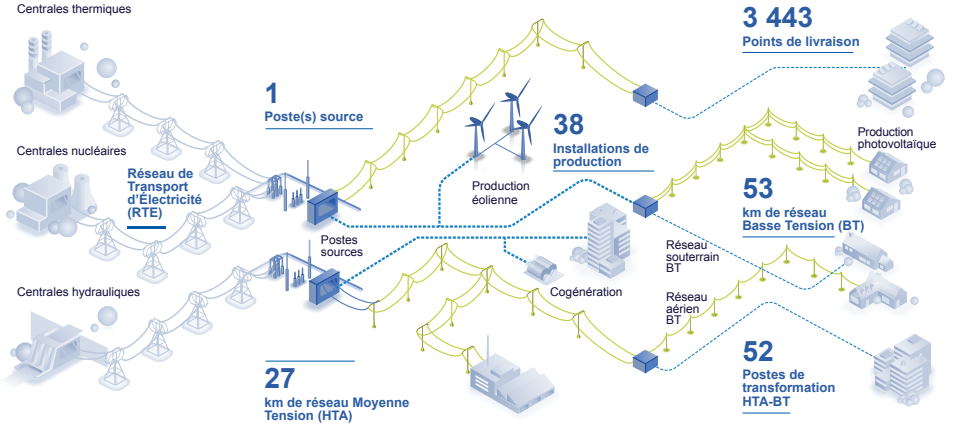 Centrales thermiques
Centrales nucléaires
Réseau de
Transport
d'Électricité
(RTE)
Centrales hydrauliques
1
Poste(s) source
Postes
sources
27
km de réseau Moyenne
Tension (HTA)
38
Installations de
production
Production
éolienne
Cogénération
3 443
Points de livraison
Production
photovoltaïque
53
km de réseau
Basse Tension (BT)
Réseau
souterrain
BT
Réseau
aérien
BT
52
Postes de
transformation
HTA-BT